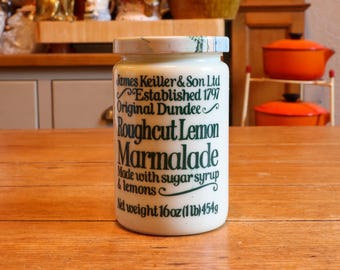 James Keiller & Son Ltd
Established 1797
Original Dundee
Roughcut Lemon
Marmalade
Made with sugar syrup
& lemons
Net weight 16oz (1lb) 454g